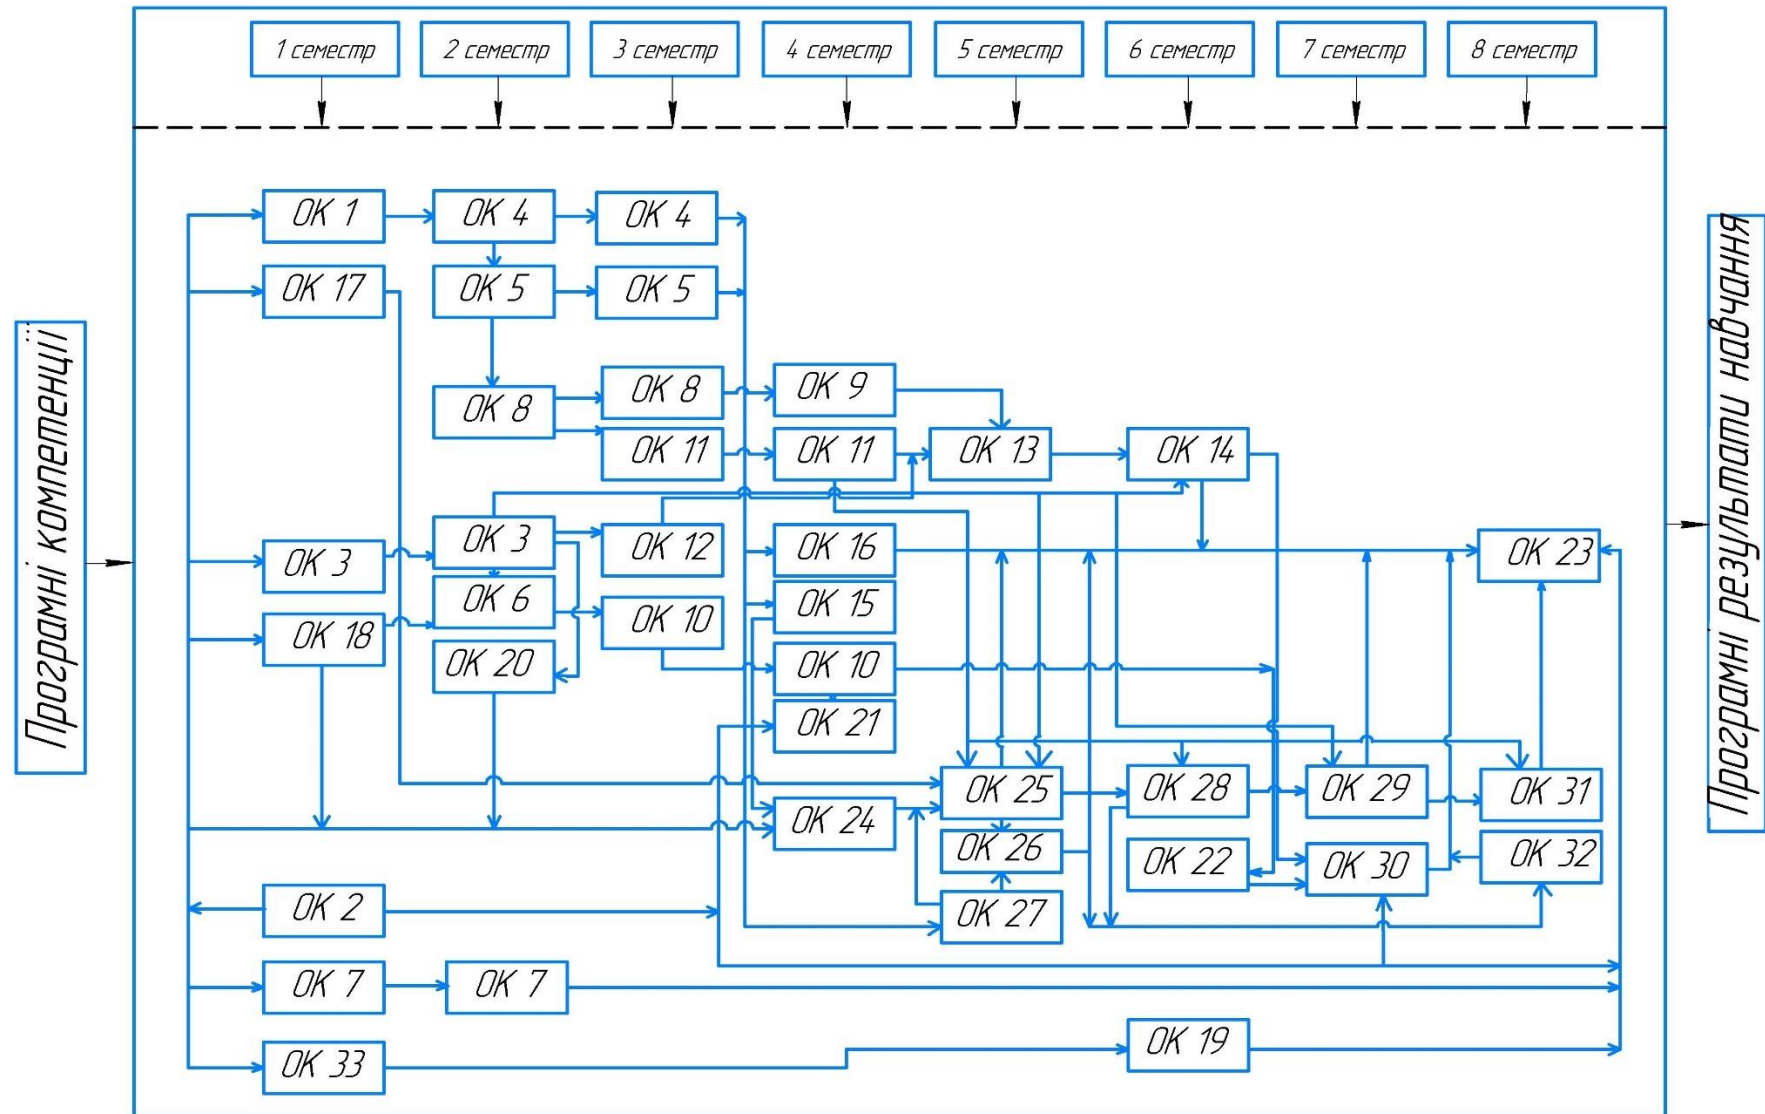 1 семестр
2 семестр
3 семестр
4 семестр
5 семестр
6 семестр
7 семестр
8 семестр
Програмні компетенції
ОК 1
ОК 4
ОК 4
ОК 17
ОК 5
ОК 5
ОК 8
ОК 8
ОК 9
ОК 11
ОК 11
ОК 13
ОК 14
ОК 3
ОК 3
ОК 12
ОК 16
ОК 23
ОК 18
ОК 6
ОК 10
ОК 15
ОК 20
ОК 10
ОК 21
ОК 25
ОК 28
ОК 29
ОК 31
ОК 24
ОК 26
ОК 22
ОК 30
ОК 32
ОК 2
ОК 27
ОК 7
ОК 7
ОК 33
ОК 19
Програмні результати навчання